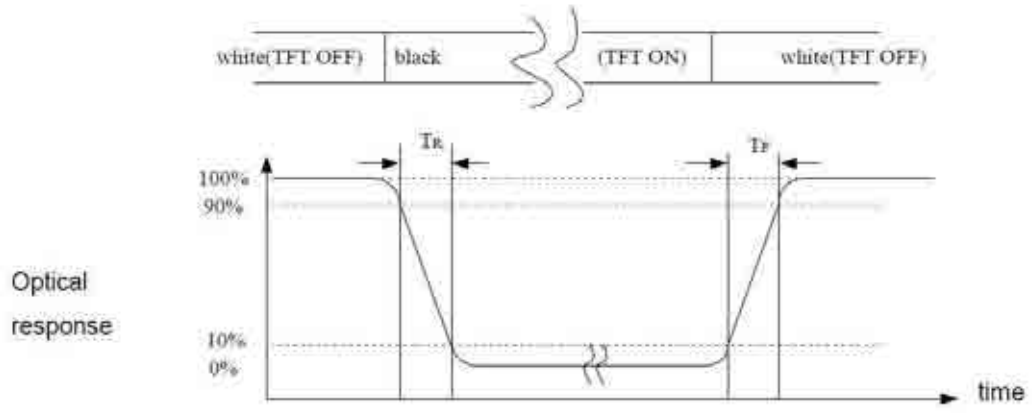 white(TFT OFF) black (TFT ON) white(TFT OFF)
TR TF
100%
90%
Optical
response
10%
0%
time